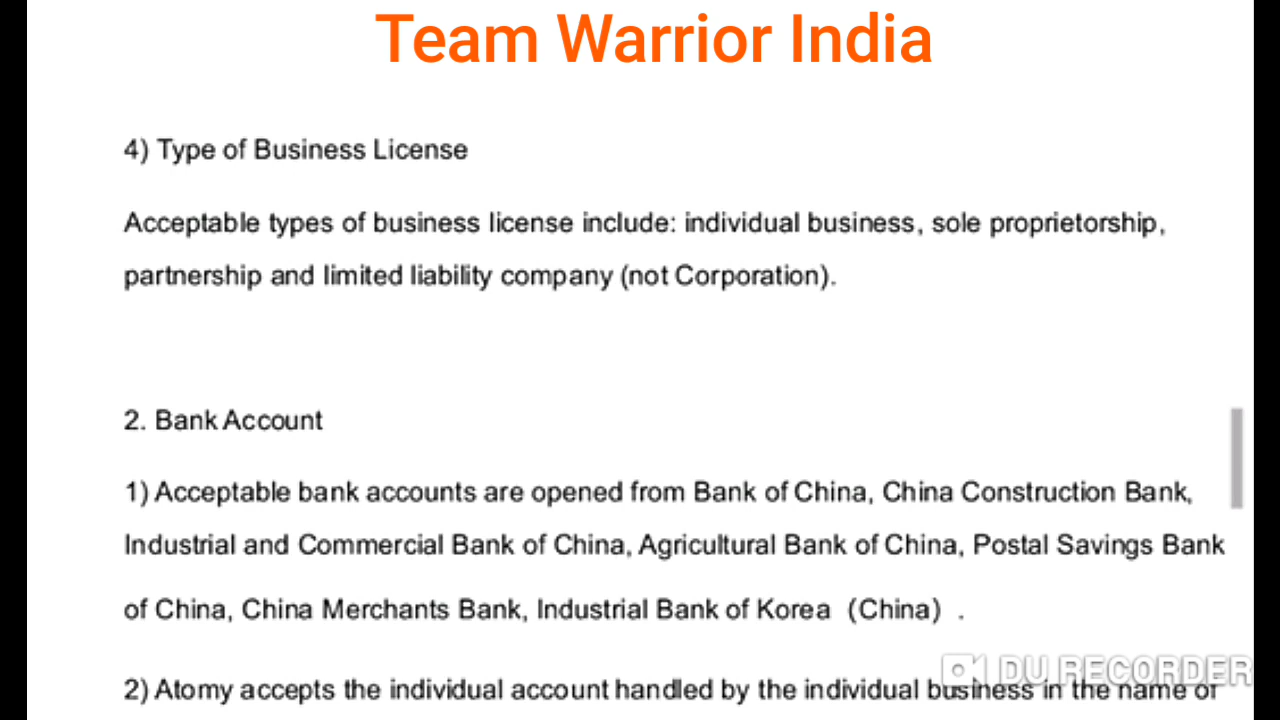 Team Warrior India
4) Type of Business License
Acceptable types of business license include: individual business, sole proprietorship,
partnership and limited liability company (not Corporation).
2. Bank Account
1) Acceptable bank accounts are opened from Bank of China, China Construction Bank,
Industrial and Commercial Bank of China, Agricultural Bank of China, Postal Savings Bank
of China, China Merchants Bank, Industrial Bank of Korea (China) .
DU RECORDER
2) Atomy accepts the individual account handled by the individual business in the name of